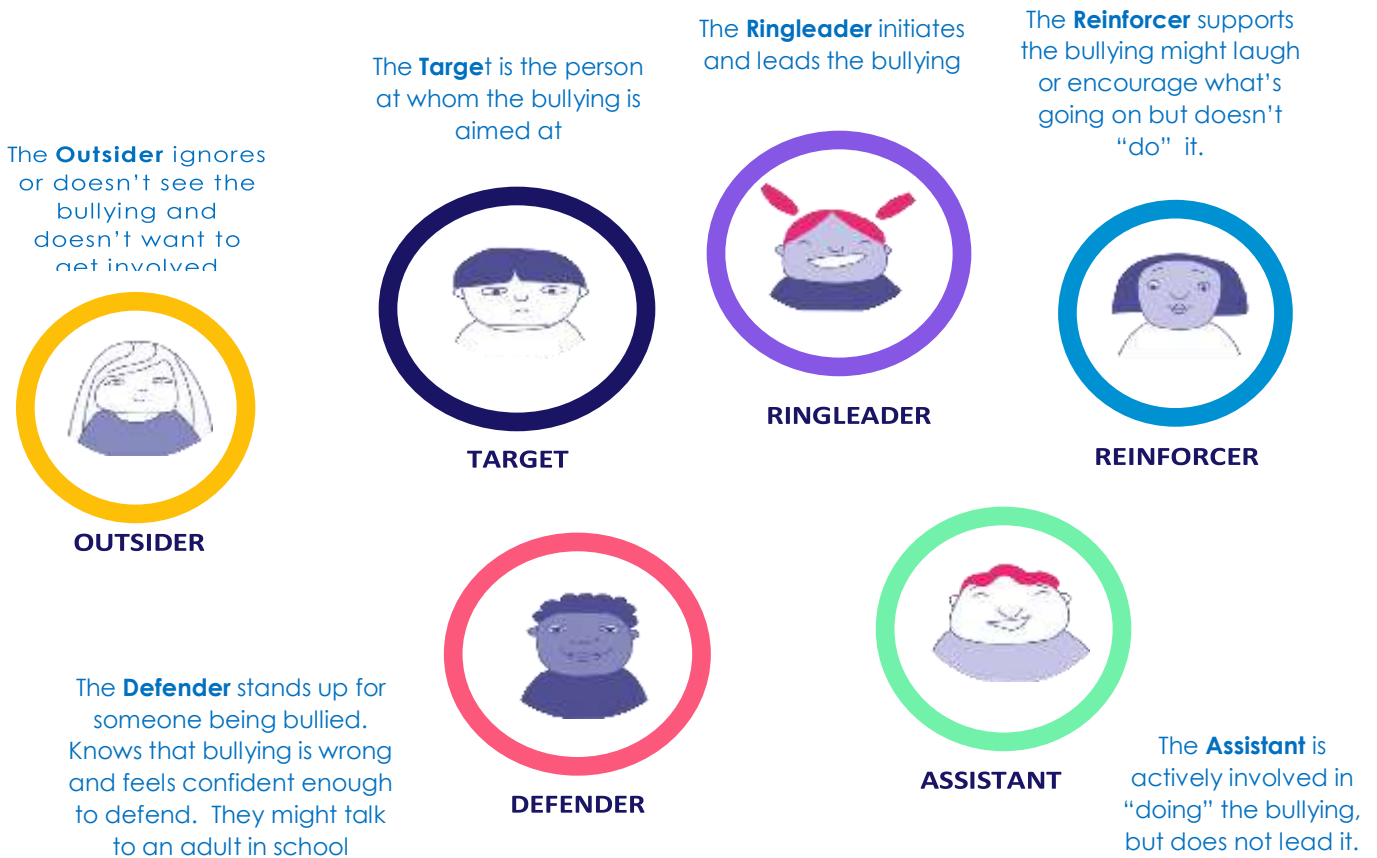 The Outsider ignores
or doesn't see the
bullying and
doesn't want to
get involved
OUTSIDER
The Target is the person
at whom the bullying is
aimed at
TARGET
The Ringleader initiates
and leads the bullying
RINGLEADER
The Reinforcer supports
the bullying might laugh
or encourage what's
going on but doesn't
“do” it.
REINFORCER
The Defender stands up for
someone being bullied.
Knows that bullying is wrong
and feels confident enough
to defend. They might talk
to an adult in school
DEFENDER
ASSISTANT
The Assistant is
actively involved in
“doing” the bullying,
but does not lead it.